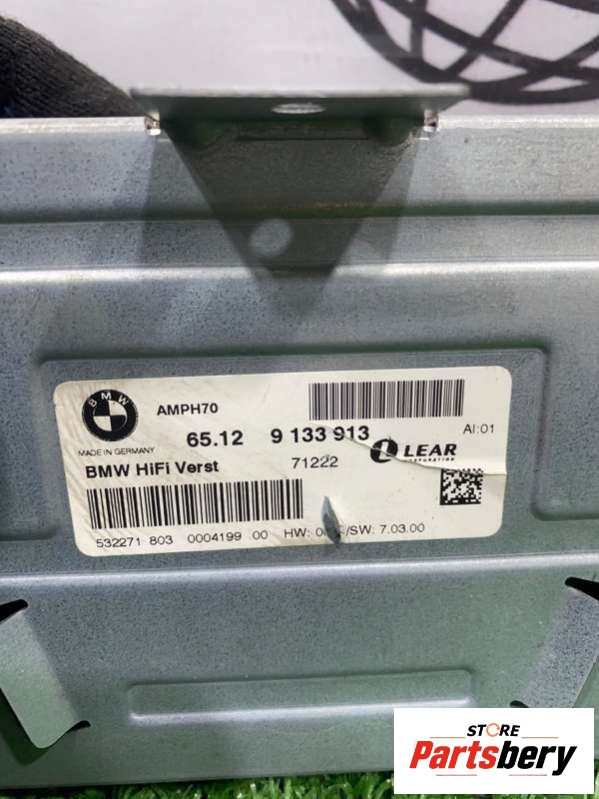 BMW
AMPH70
AI:01
MADE IN GERMANY
65.12 9 133 913
LEAR
BMW HiFi Verst
71222
532271 803 0004199 00
HW: /SW: 7.03.00
STORE
Partsbery